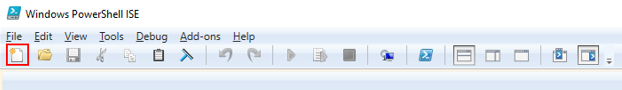 Windows PowerShell ISE
File Edit View Tools Debug Add-ons Help